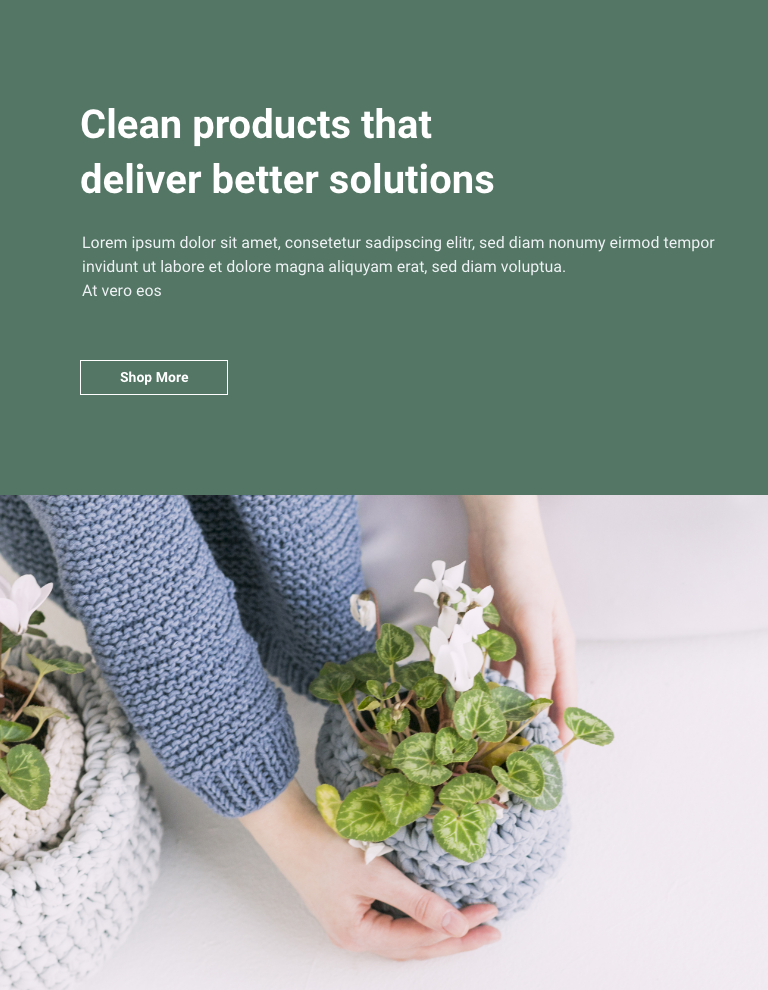 Clean products that
deliver better solutions
Lorem ipsum dolor sit amet, consetetur sadipscing elitr, sed diam nonumy eirmod tempor
invidunt ut labore et dolore magna aliquyam erat, sed diam voluptua.
At vero eos
Shop More